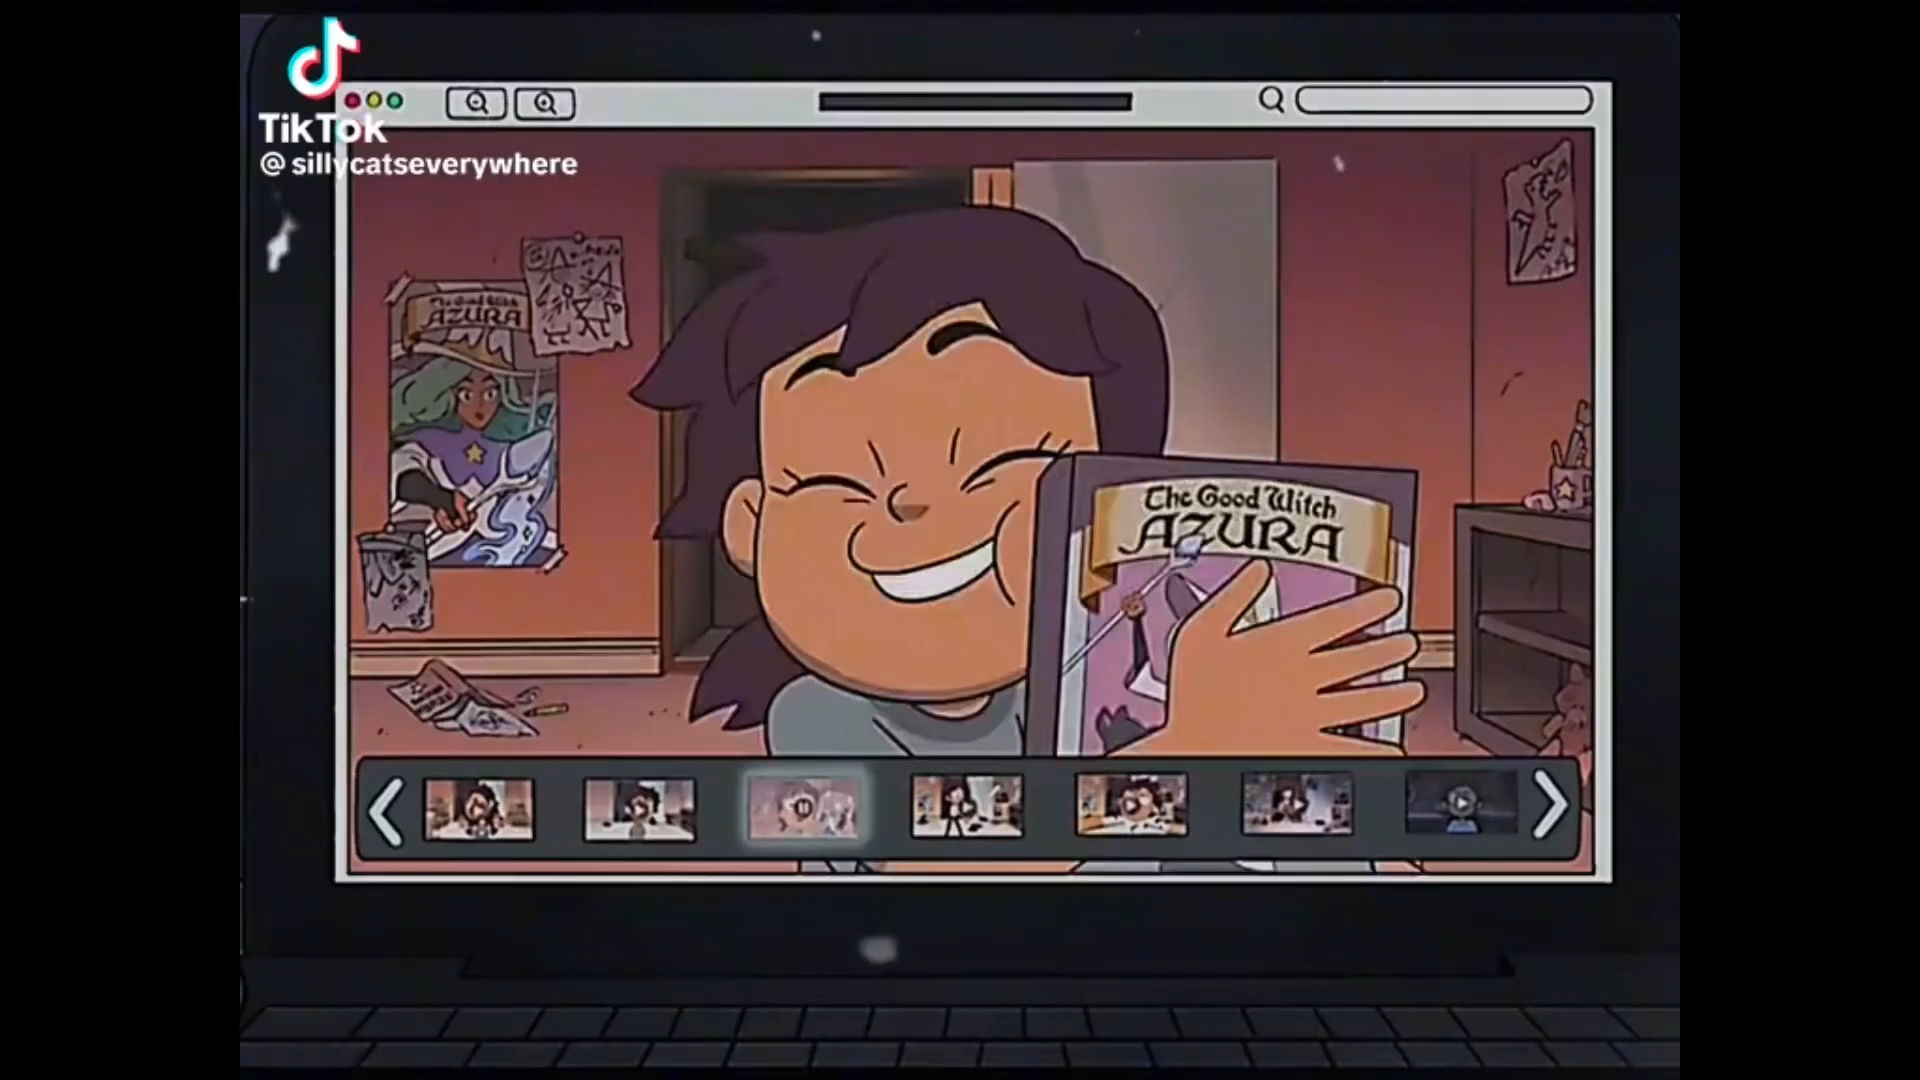 TikTok
@sillycatseverywhere
The Good Witch
AZURA
The Good Witch
AZURA